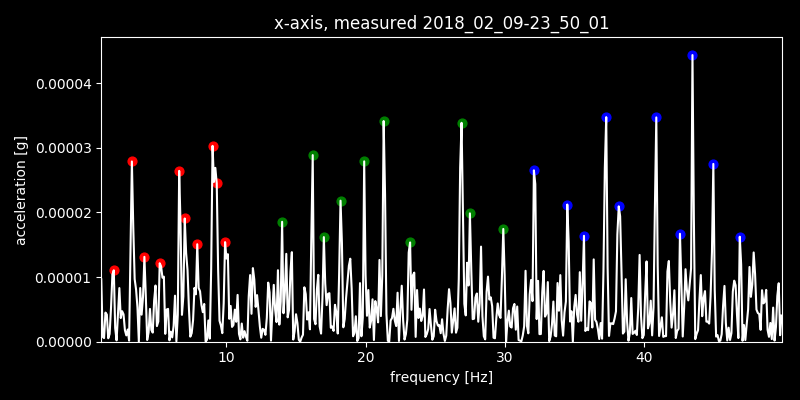 x-axis, measured 2018_02_09-23_50_01
acceleration [g]
0.00004
0.00003
0.00002
0.00001
0.00000
10 20 30 40
frequency [Hz]